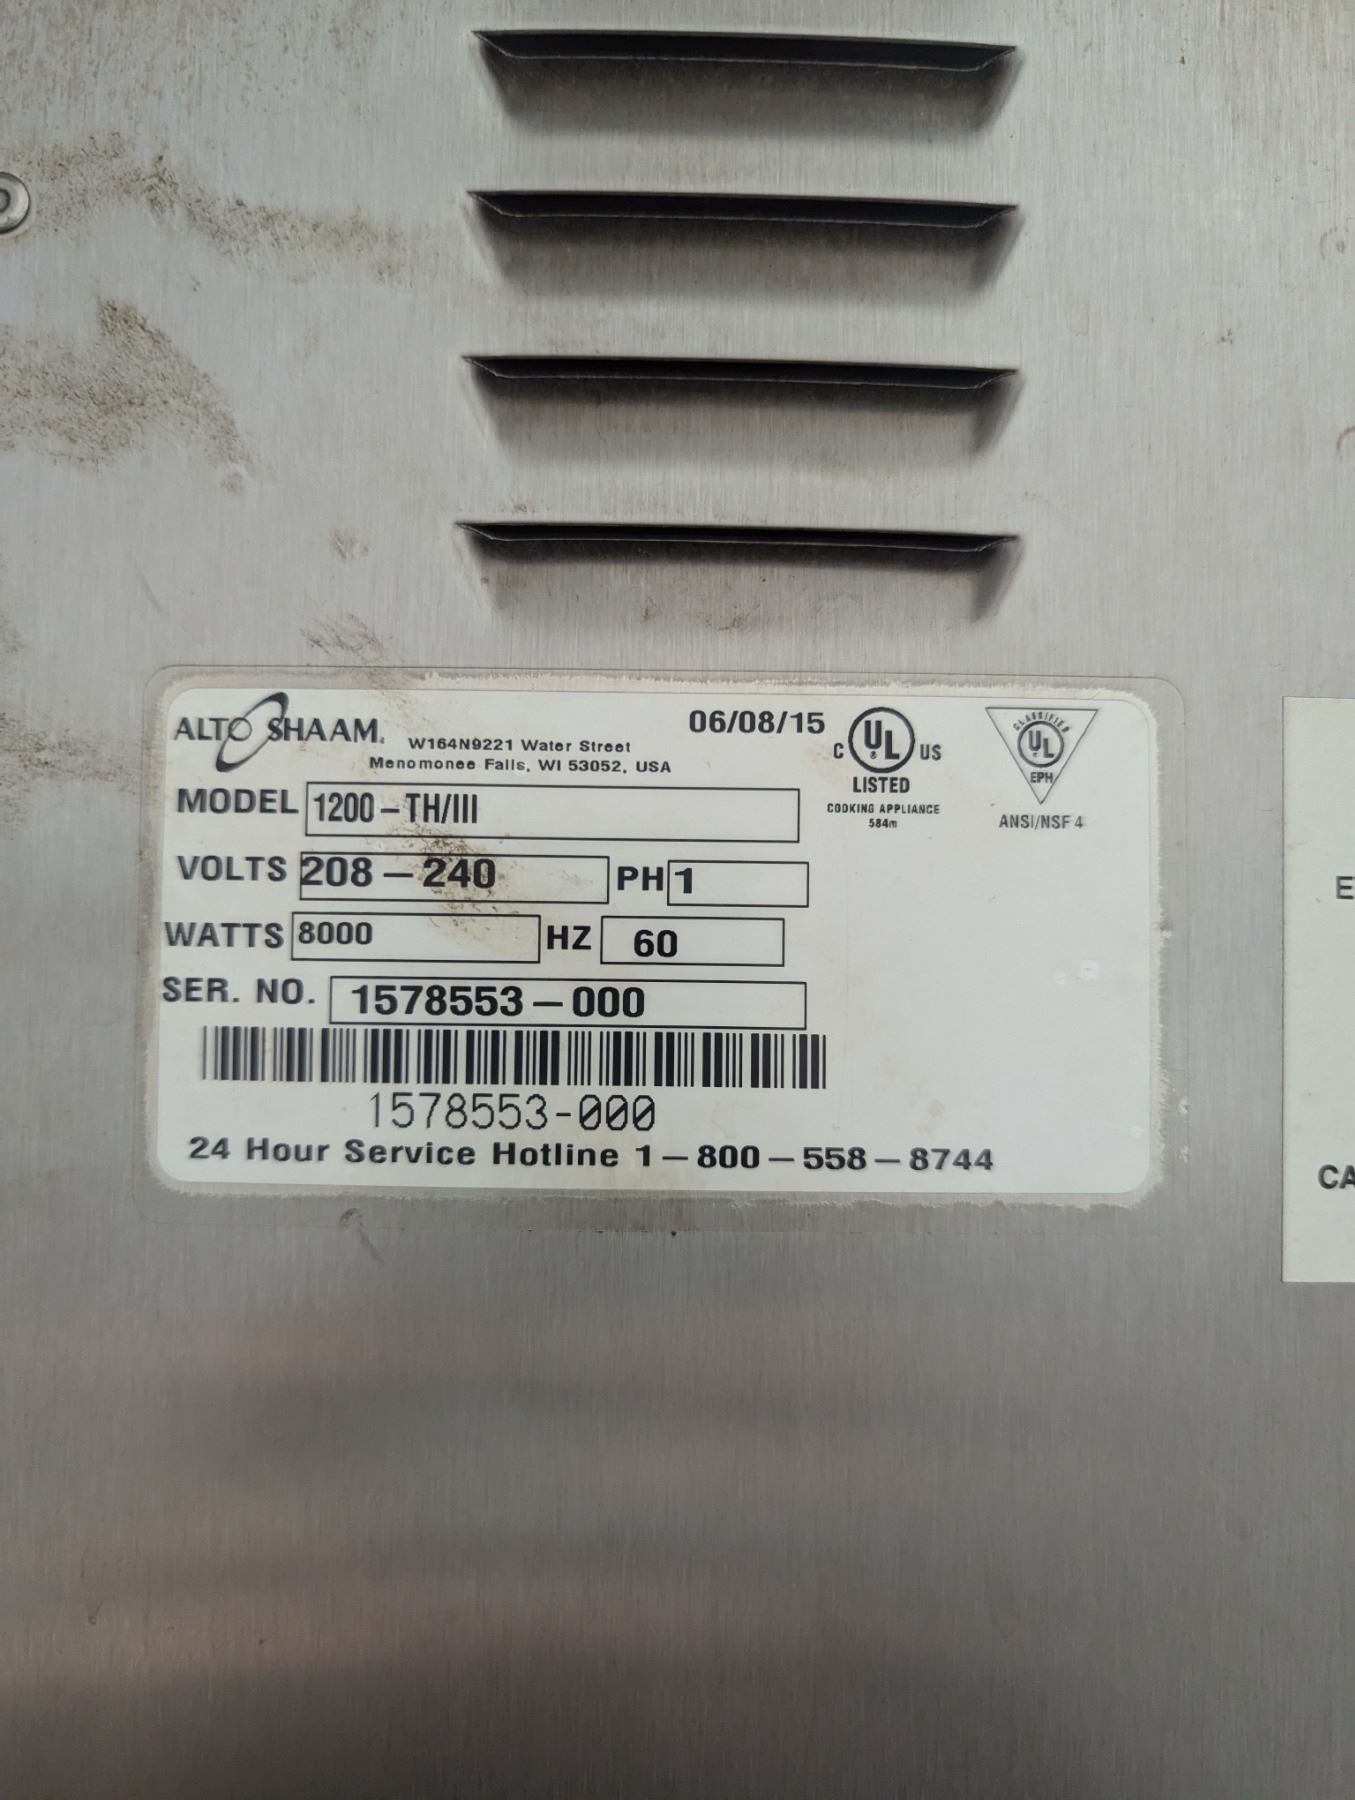 ALTO SHAAM®
W164N9221 Water Street
Menomonee Falls, WI 53052, USA
06/08/15
C UL® US
LISTED
COOKING APPLIANCE
584m
CLASSIFIED
UL
EPH
ANSI/NSF 4
MODEL 1200-TH/III
VOLTS 208-240 PH 1
WATTS 8000 HZ 60
SER. NO. 1578553-000
1578553-000
24 Hour Service Hotline 1-800-558-8744
CA